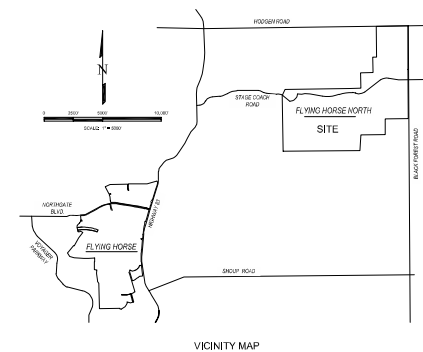 HODGEN ROAD
N
0 2500' 5000' 10,000'
SCALE: 1" = 5000'
STAGE COACH
ROAD
FLYING HORSE NORTH
SITE
BLACK FOREST ROAD
NORTHGATE
BLVD.
HIGHWAY 83
VOYAGER
PARKWAY
FLYING HORSE
SHOUP ROAD
VICINITY MAP